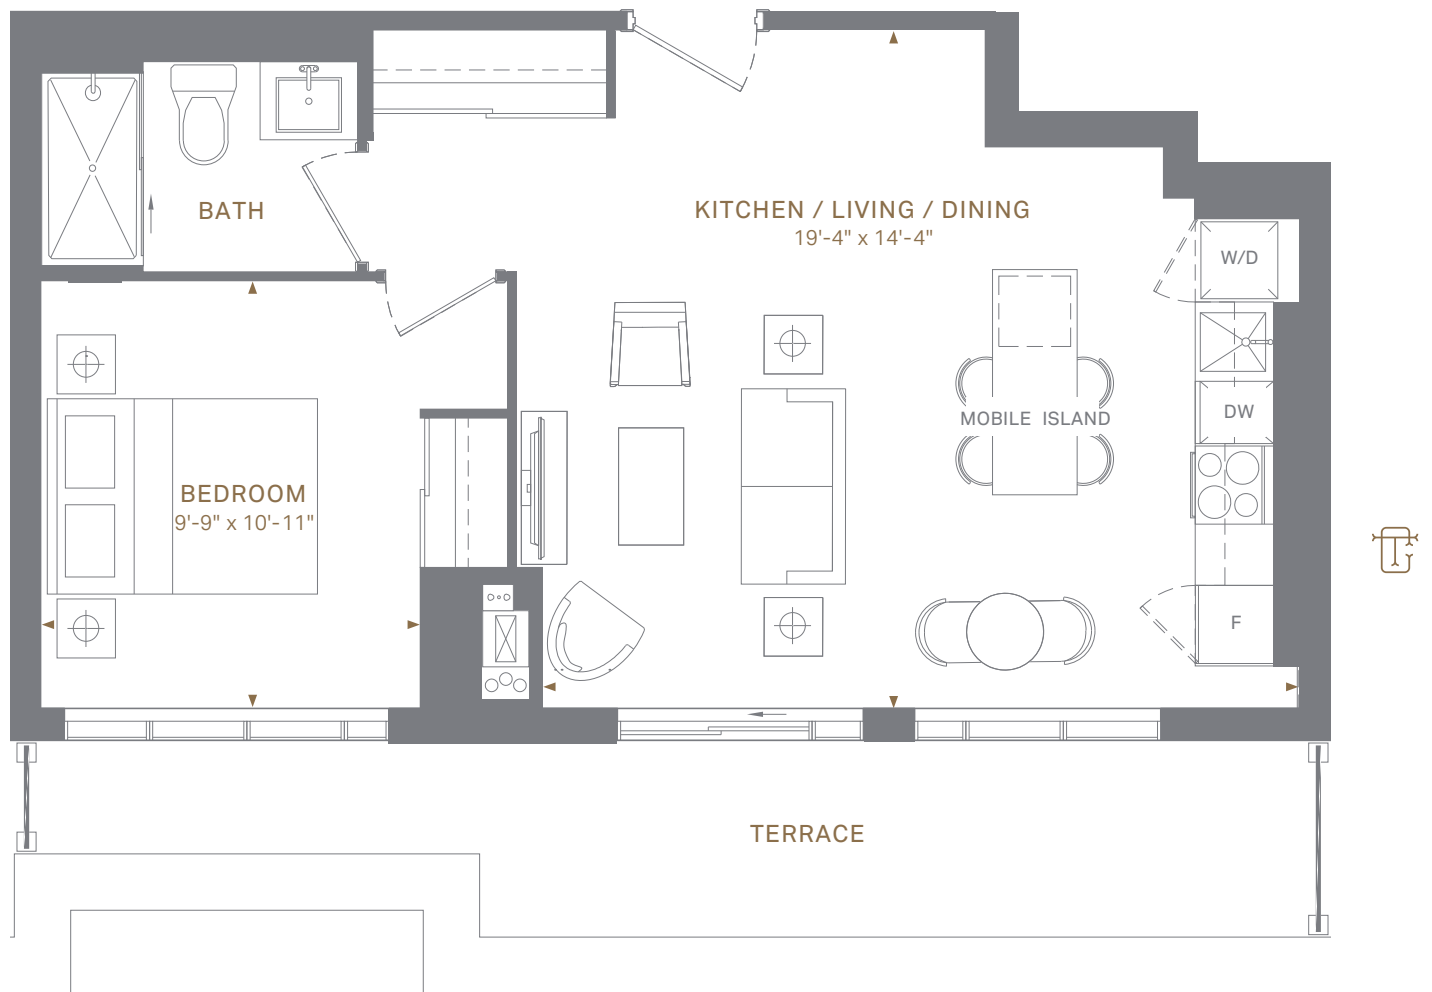 BATH
KITCHEN / LIVING / DINING
19'-4" x 14'-4"
W/D
DW
MOBILE ISLAND
BEDROOM
9'-9" x 10'-11"
F
TERRACE